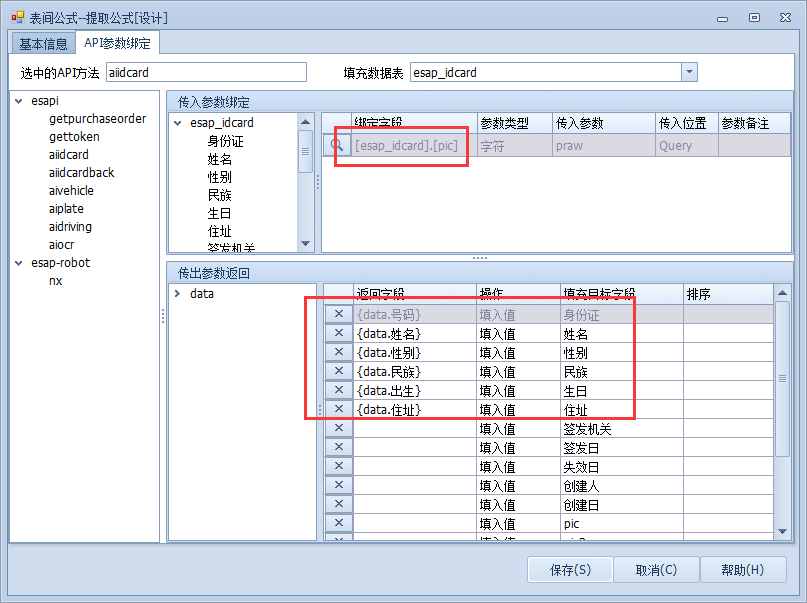 表间公式--提取公式[设计]
基本信息 API参数绑定
选中的API方法 aiidcard 填充数据表 esap_idcard
esapi
getpurchaseorder
gettoken
aiidcard
aiidcardback
aivehicle
aiplate
aidriving
aiocr
esap-robot
nx
传入参数绑定
esap_idcard
身份证
姓名
性别
民族
生日
住址
签发机关
绑定字段 参数类型 传入参数 传入位置 参数备注
[esap_idcard].[pic] 字符 praw Query
传出参数返回
data
返回字段 操作 填充目标字段 排序
{data.号码} 填入值 身份证
{data.姓名} 填入值 姓名
{data.性别} 填入值 性别
{data.民族} 填入值 民族
{data.出生} 填入值 生日
{data.住址} 填入值 住址
填入值 签发机关
填入值 签发日
填入值 失效日
填入值 创建人
填入值 创建日
填入值 pic
保存(S) 取消(C) 帮助(H)